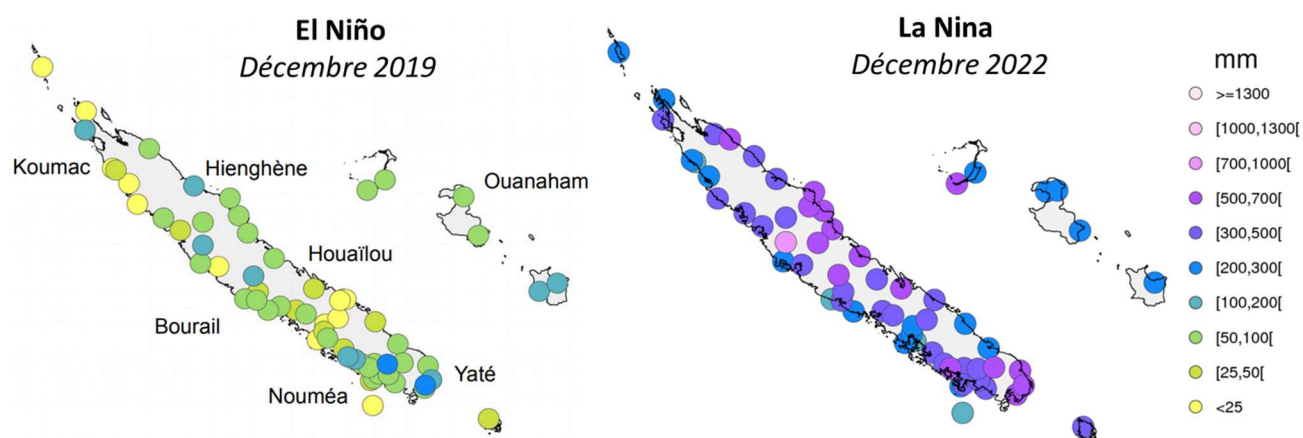 El Niño
Décembre 2019
Koumac
Hienghène
Ouanaham
Houaïlou
Bourail
Nouméa
Yaté
La Nina
Décembre 2022
mm
>=1300
[1000,1300[
[700,1000[
[500,700[
[300,500[
[200,300[
[100,200[
[50,100[
[25,50[
<25